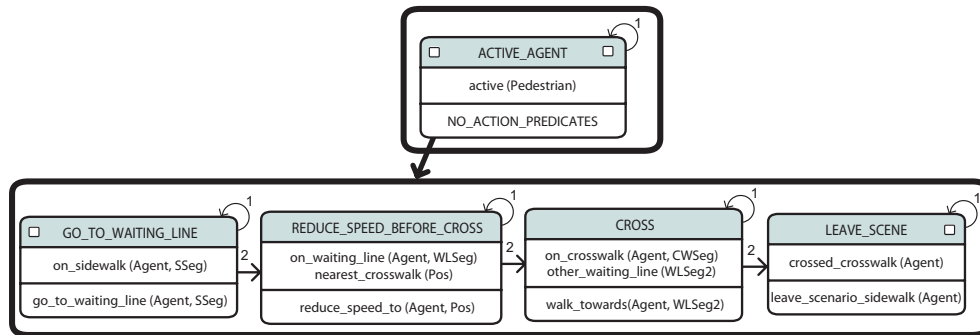 1
ACTIVE_AGENT
active (Pedestrian)
NO_ACTION_PREDICATES
1
GO_TO_WAITING_LINE
on_sidewalk (Agent, SSeg)
go_to_waiting_line (Agent, SSeg)
2
1
REDUCE_SPEED_BEFORE_CROSS
on_waiting_line (Agent, WLSeg)
nearest_crosswalk (Pos)
reduce_speed_to (Agent, Pos)
2
1
CROSS
on_crosswalk (Agent, CWSeg)
other_waiting_line (WLSeg2)
walk_towards(Agent, WLSeg2)
2
1
LEAVE_SCENE
crossed_crosswalk (Agent)
leave_scenario_sidewalk (Agent)